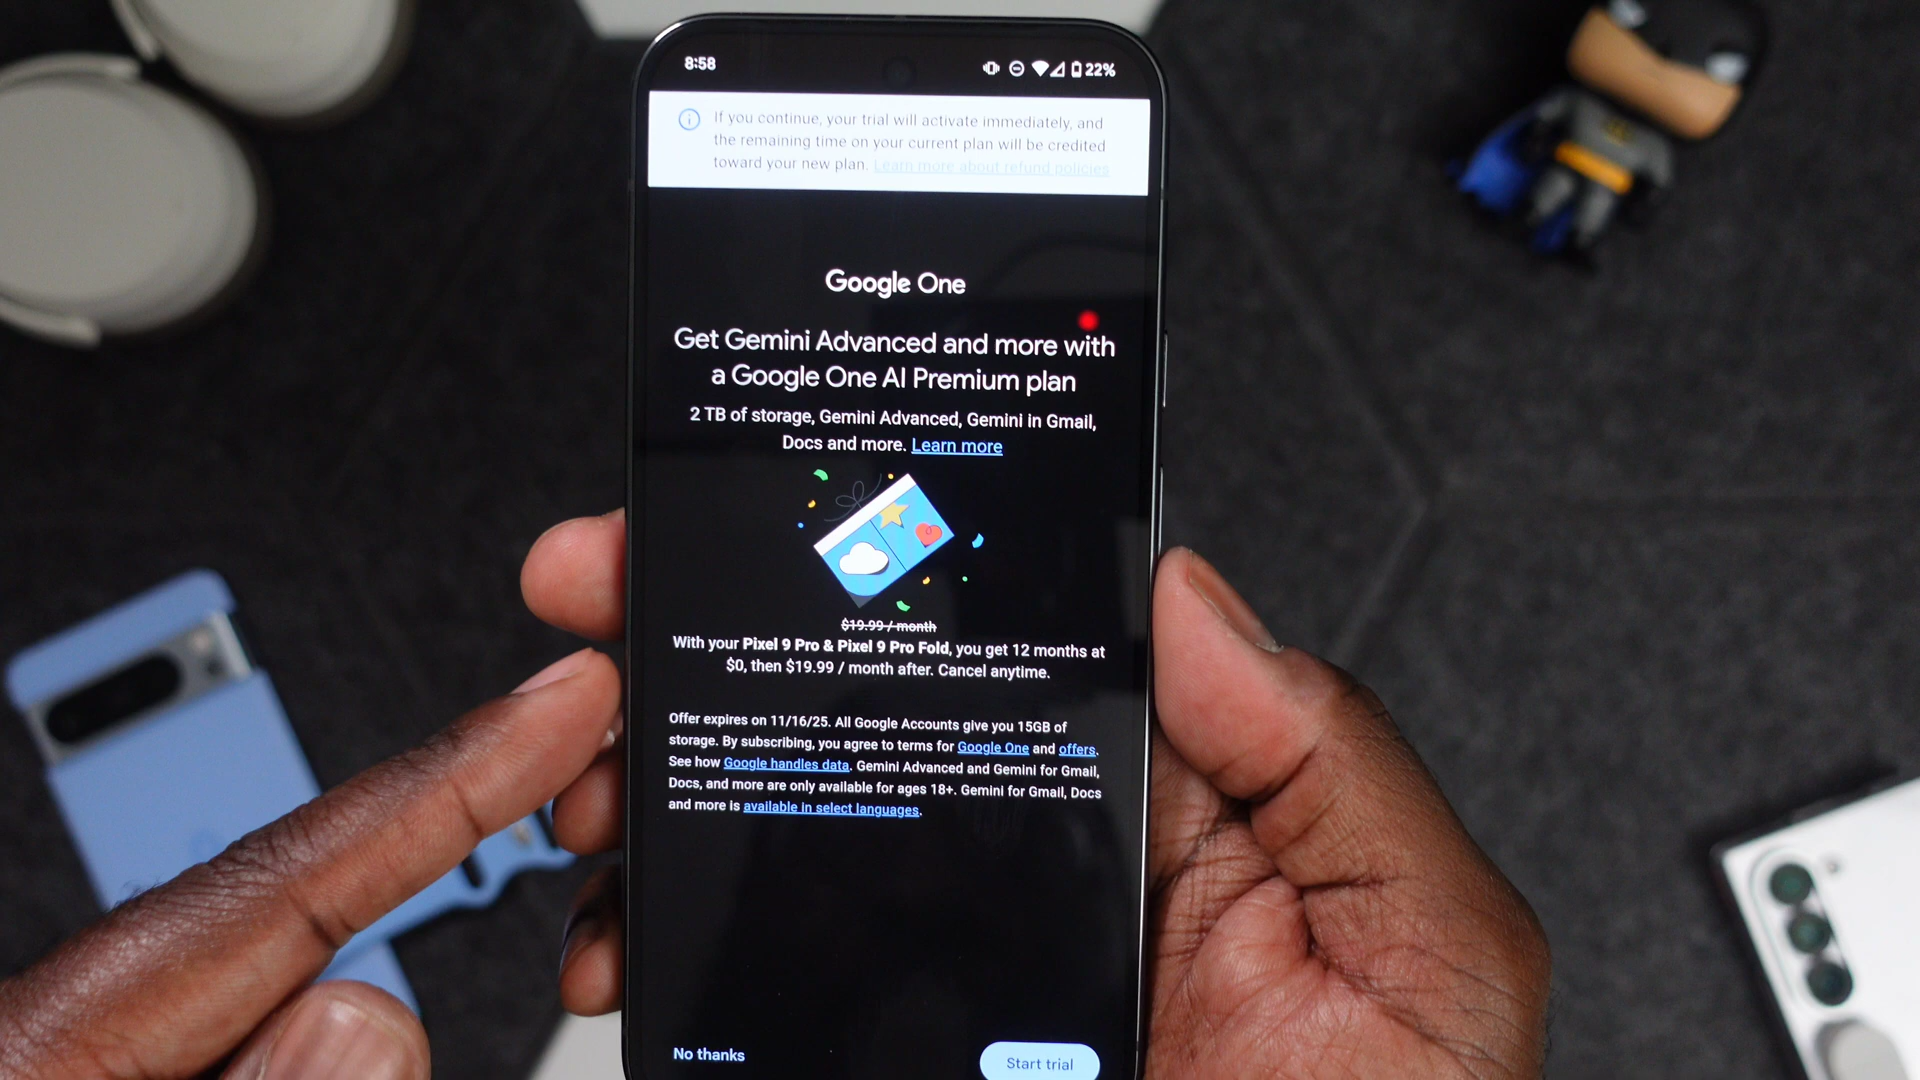 8:58
22%
If you continue, your trial will activate immediately, and
the remaining time on your current plan will be credited
toward your new plan. Learn more about refund policies
Google One
Get Gemini Advanced and more with
a Google One AI Premium plan
2 TB of storage, Gemini Advanced, Gemini in Gmail,
Docs and more. Learn more
$19.99 / month
With your Pixel 9 Pro & Pixel 9 Pro Fold, you get 12 months at
$0, then $19.99 / month after. Cancel anytime.
Offer expires on 11/16/25. All Google Accounts give you 15GB of
storage. By subscribing, you agree to terms for Google One and offers.
See how Google handles data. Gemini Advanced and Gemini for Gmail,
Docs, and more are only available for ages 18+. Gemini for Gmail, Docs
and more is available in select languages.
No thanks
Start trial